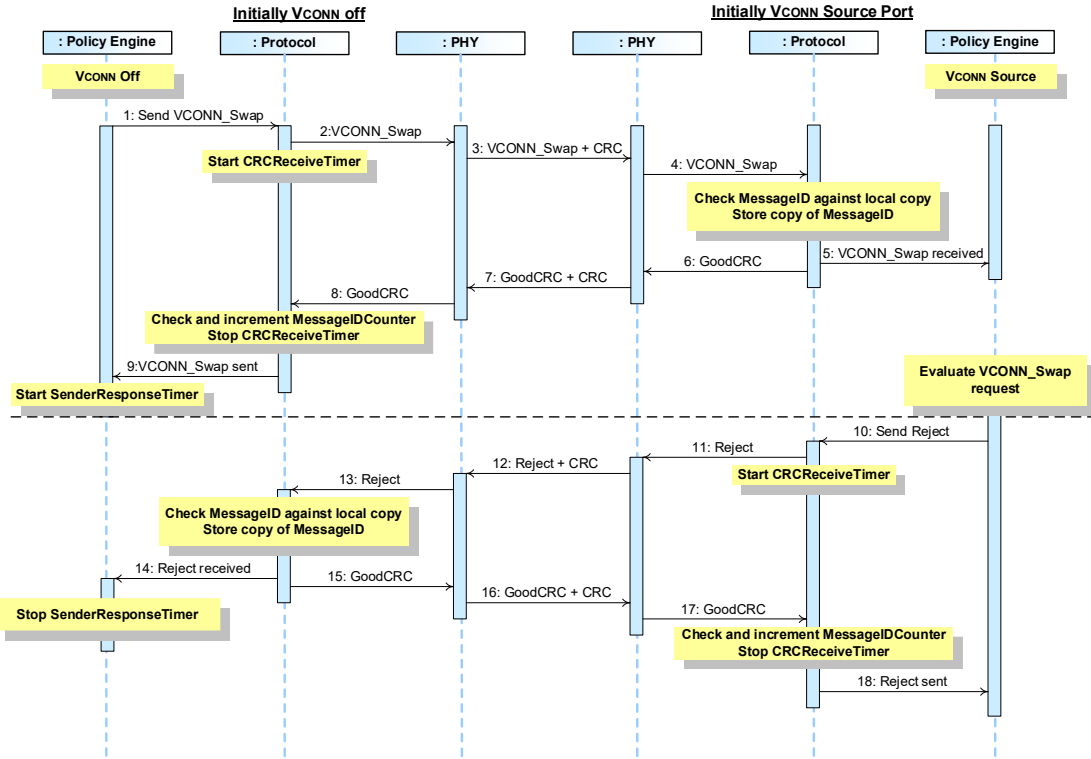 Initially VCONN off
Initially VCONN Source Port
: Policy Engine
: Protocol
: PHY
: PHY
: Protocol
: Policy Engine
VCONN Off
VCONN Source
1: Send VCONN_Swap
2:VCONN_Swap
Start CRCReceiveTimer
3: VCONN_Swap + CRC
4: VCONN_Swap
Check MessageID against local copy
Store copy of MessageID
5: VCONN_Swap received
6: GoodCRC
7: GoodCRC + CRC
8: GoodCRC
Check and increment MessageIDCounter
Stop CRCReceiveTimer
9:VCONN_Swap sent
Start SenderResponseTimer
Evaluate VCONN_Swap
request
10: Send Reject
11: Reject
Start CRCReceiveTimer
12: Reject + CRC
13: Reject
Check MessageID against local copy
Store copy of MessageID
14: Reject received
15: GoodCRC
Stop SenderResponseTimer
16: GoodCRC + CRC
17: GoodCRC
Check and increment MessageIDCounter
Stop CRCReceiveTimer
18: Reject sent